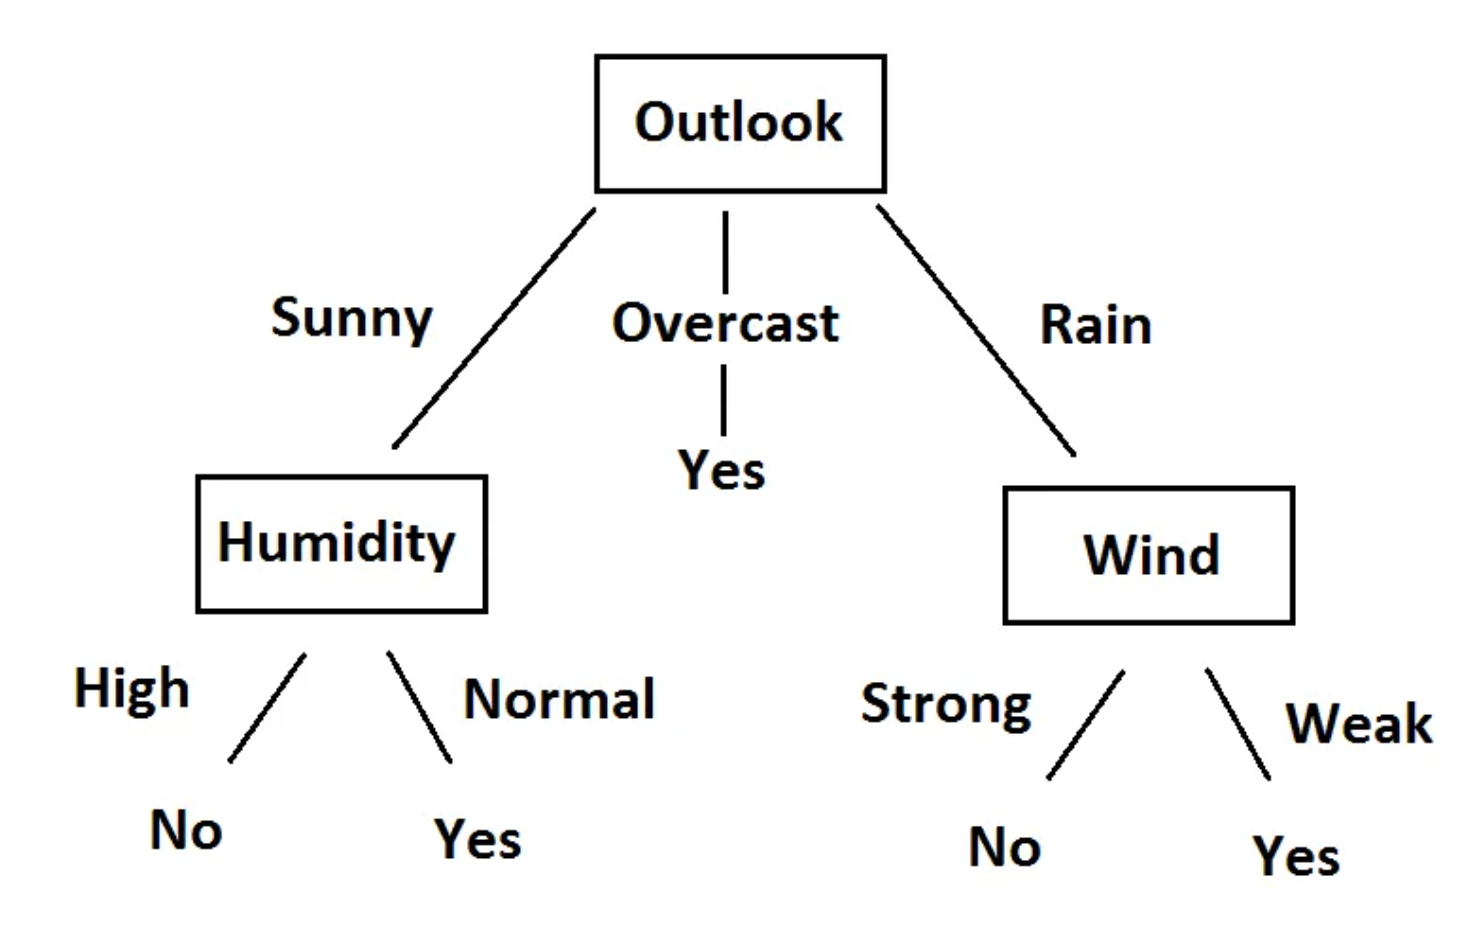 Outlook
Sunny
Overcast
Rain
Yes
Humidity
Wind
High
Normal
Strong
Weak
No
Yes
No
Yes